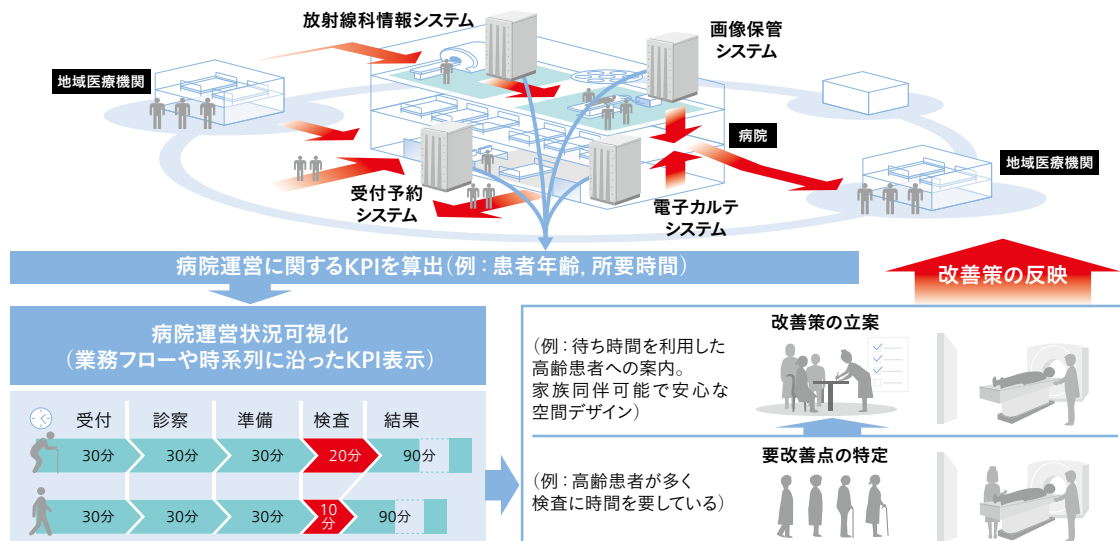 放射線科情報システム
画像保管
システム
地域医療機関
病院
地域医療機関
受付予約
システム
電子カルテ
システム
病院運営に関するKPIを算出(例：患者年齢, 所要時間)
改善策の反映
病院運営状況可視化
(業務フローや時系列に沿ったKPI表示)
受付 診察 準備 検査 結果
30分 30分 30分 20分 90分
30分 30分 30分 10分 90分
改善策の立案
(例：待ち時間を利用した
高齢患者への案内。
家族同伴可能で安心な
空間デザイン)
要改善点の特定
(例：高齢患者が多く
検査に時間を要している)